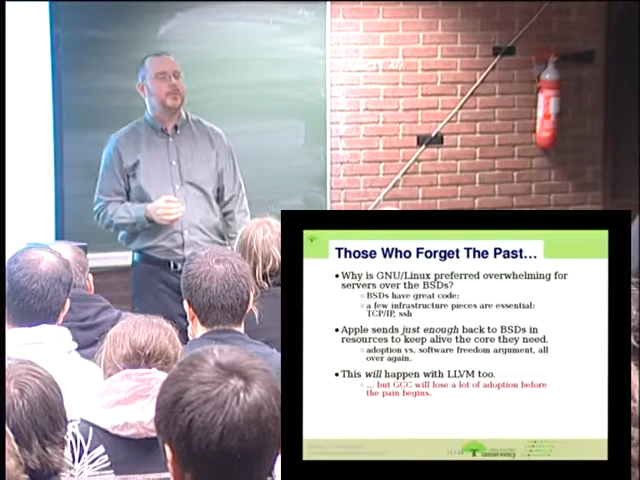 Those Who Forget The Past...
• Why is GNU/Linux preferred overwhelming for
servers over the BSDs?
BSDs have great code:
a few infrastructure pieces are essential:
TCP/IP, ssh
• Apple sends just enough back to BSDs in
resources to keep alive the core they need.
adoption vs. software freedom argument, all
over again.
• This will happen with LLVM too.
... but GCC will lose a lot of adoption before
the pain begins.
conservancy